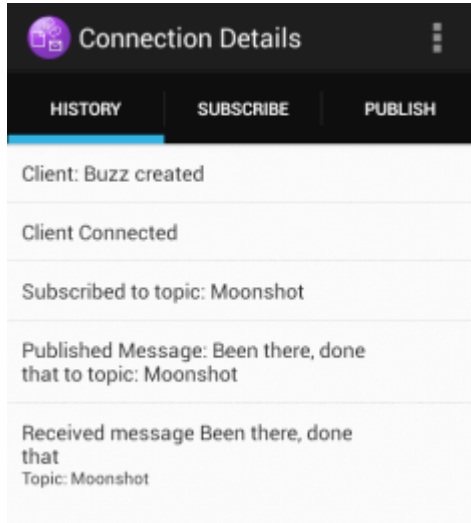 Connection Details
HISTORY SUBSCRIBE PUBLISH
Client: Buzz created
Client Connected
Subscribed to topic: Moonshot
Published Message: Been there, done
that to topic: Moonshot
Received message Been there, done
that
Topic: Moonshot